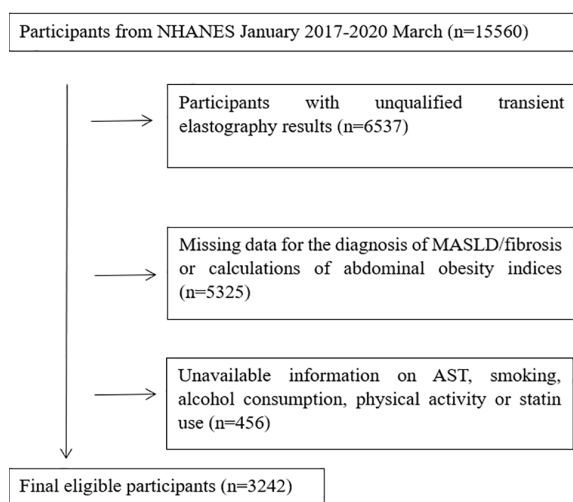 Participants from NHANES January 2017-2020 March (n=15560)
Participants with unqualified transient
elastography results (n=6537)
Missing data for the diagnosis of MASLD/fibrosis
or calculations of abdominal obesity indices
(n=5325)
Unavailable information on AST, smoking,
alcohol consumption, physical activity or statin
use (n=456)
Final eligible participants (n=3242)